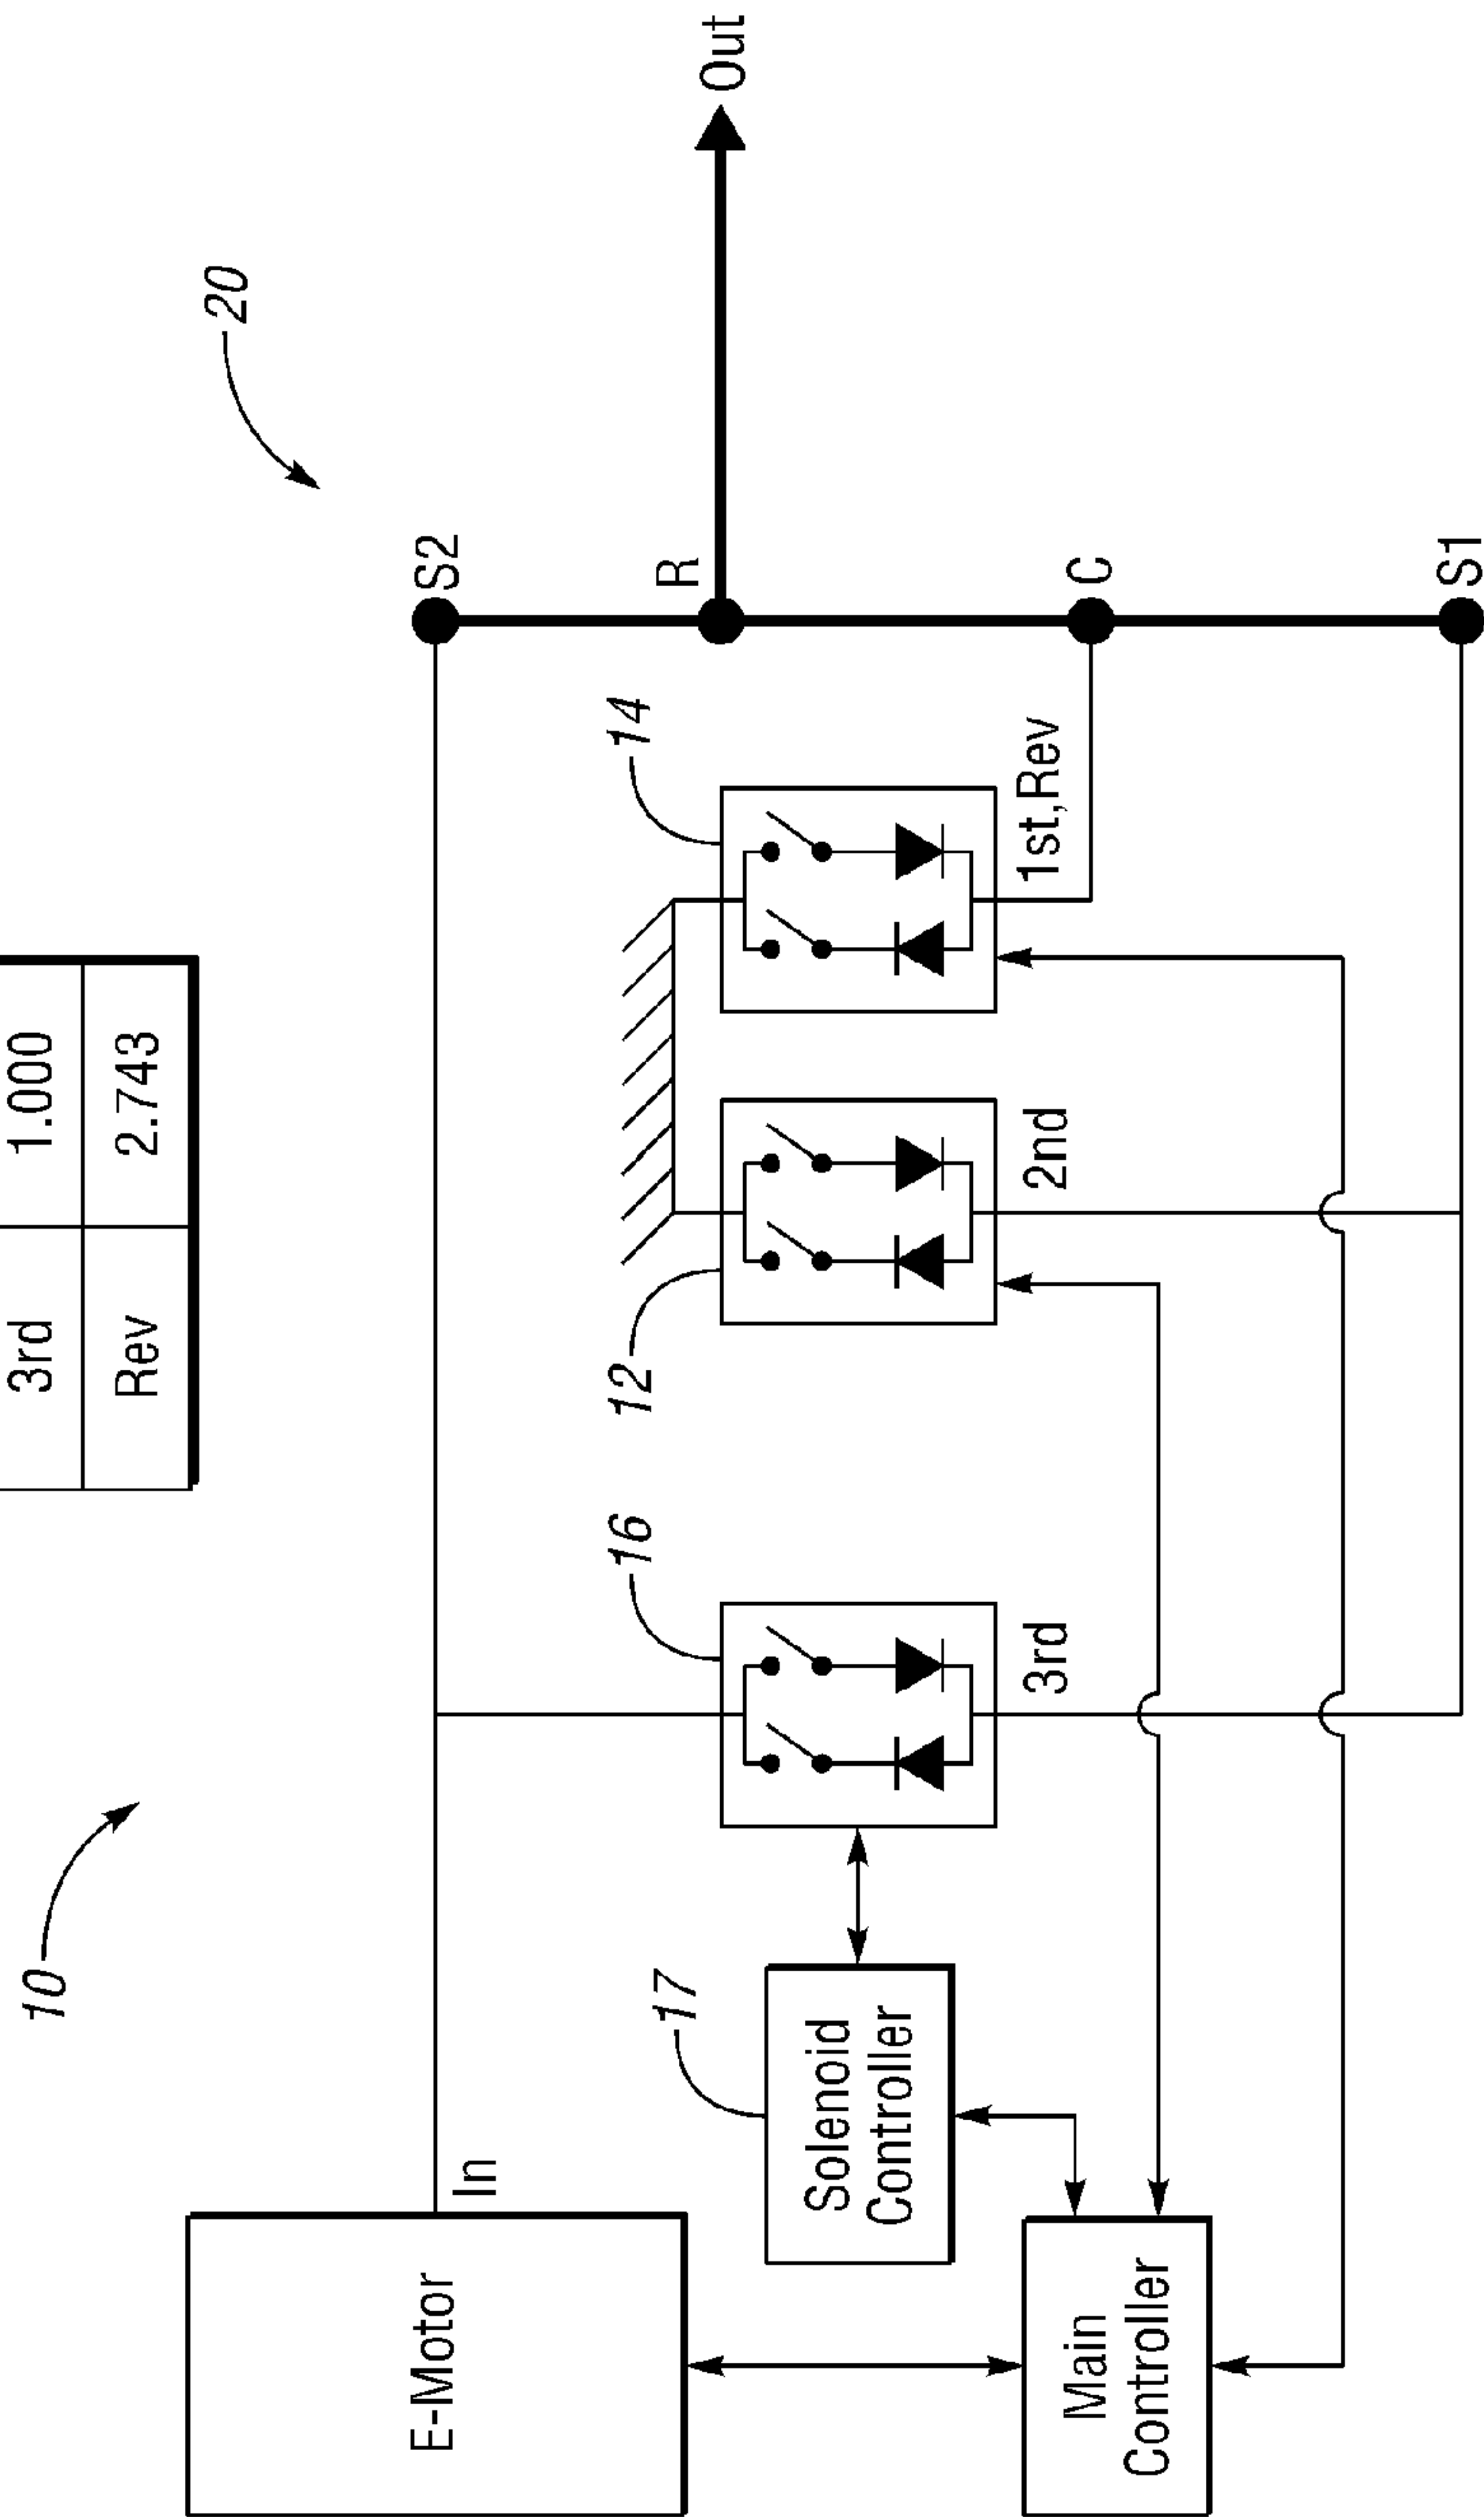 3rd 1.000
Rev 2.743
10
20
E-Motor
In
S2
17
16
12
14
R
Out
Solenoid
Controller
3rd
2nd
1st,Rev
C
Main
Controller
S1